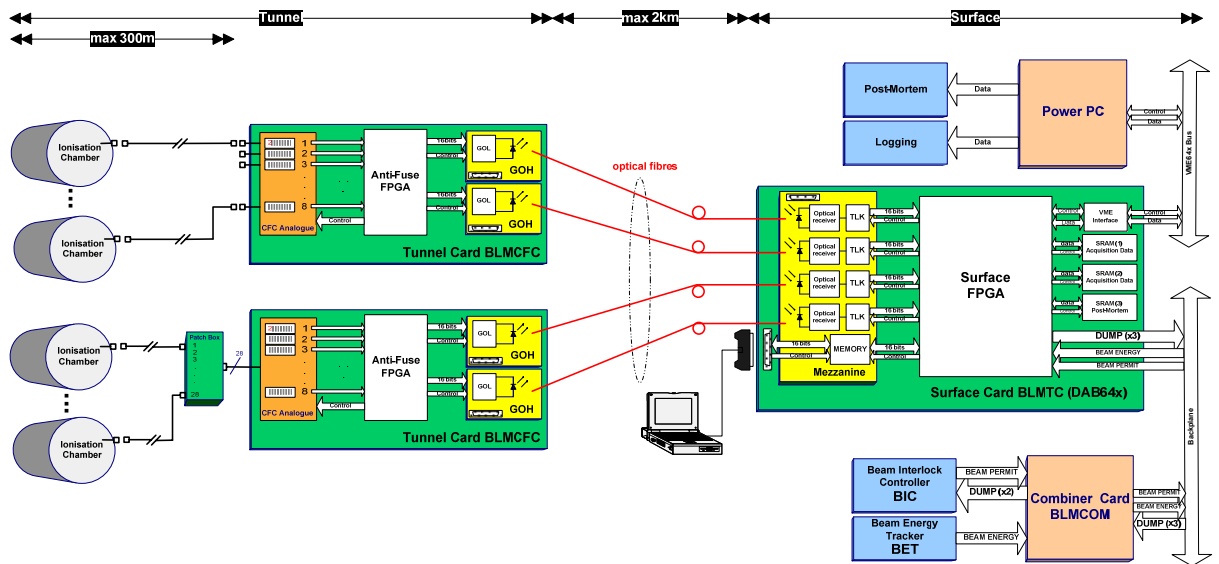 Tunnel
max 2km
Surface
max 300m
Ionisation
Chamber
Ionisation
Chamber
2
1
2
3
8
CFC Analogue
Anti-Fuse
FPGA
16bits
Control
16 bits
Control
Control
GOL
GOH
GOL
GOH
Tunnel Card BLMCFC
optical fibres
Ionisation
Chamber
Ionisation
Chamber
Patch Box
1
2
3
28
28
2
1
2
3
8
CFC Analogue
Anti-Fuse
FPGA
16 bits
Control
16 bits
Control
Control
GOL
GOH
GOL
GOH
Tunnel Card BLMCFC
Post-Mortem
Logging
Data
Data
Power PC
Control
Data
VME64x Bus
Optical
receiver
TLK
16 bits
Control
Optical
receiver
TLK
16 bits
Control
Optical
receiver
TLK
16 bits
Control
Optical
receiver
TLK
16 bits
Control
16 bits
Control
MEMORY
16 bits
Control
Mezzanine
Surface
FPGA
Control
Data
VME
Interface
Control
Data
data
SRAM(1)
Acquisition Data
data
SRAM(2)
Acquisition Data
data
SRAM(3)
PostMortem
DUMP (x3)
BEAM ENERGY
BEAM PERMIT
Surface Card BLMTC (DAB64x)
Backplane
Beam Interlock
Controller
BIC
BEAM PERMIT
DUMP (x2)
Beam Energy
Tracker
BET
BEAM ENERGY
Combiner Card
BLMCOM
BEAM PERMIT
BEAM ENERGY
DUMP (x3)